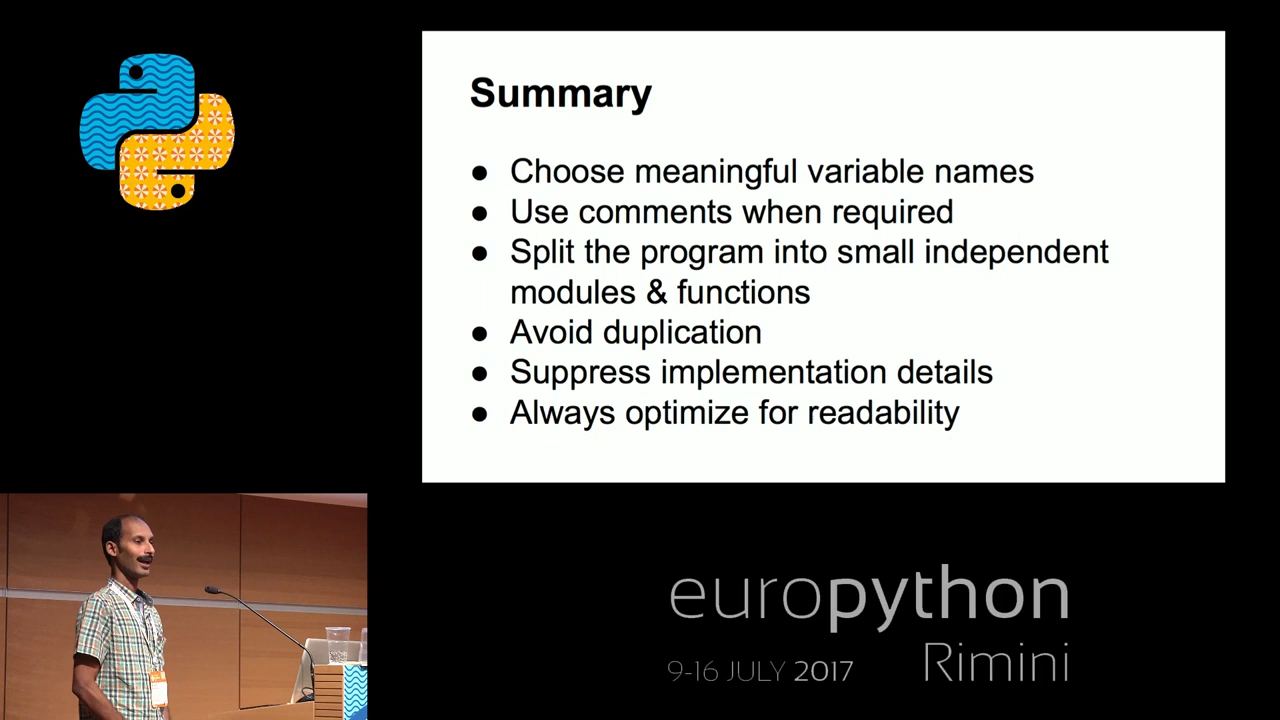 Summary
● Choose meaningful variable names
● Use comments when required
● Split the program into small independent
modules & functions
● Avoid duplication
● Suppress implementation details
● Always optimize for readability
europython
Rimini
9-16 JULY 2017